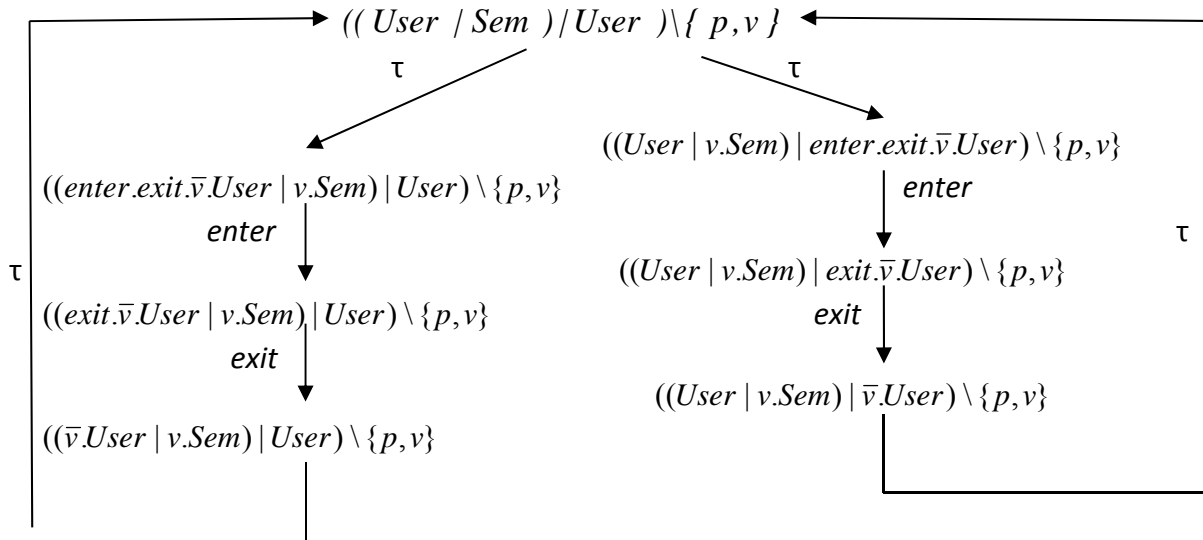 (( User / Sem ) / User ) \ { p , v }
τ
τ
((User | v.Sem) | enter.exit.v̅.User) \ {p, v}
((enter.exit.v̅.User | v.Sem) | User) \ {p, v}
enter
enter
τ
τ
((User | v.Sem) | exit.v̅.User) \ {p, v}
((exit.v̅.User | v.Sem) | User) \ {p, v}
exit
exit
((User | v.Sem) | v̅.User) \ {p, v}
((v̅.User | v.Sem) | User) \ {p, v}